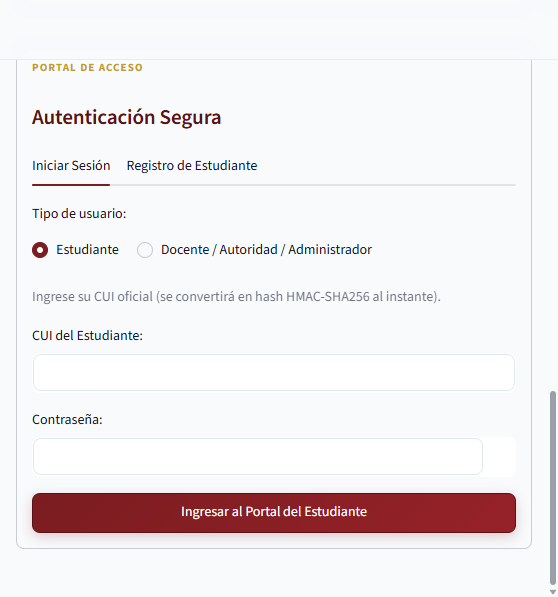 PORTAL DE ACCESO
Autenticación Segura
Iniciar Sesión Registro de Estudiante
Tipo de usuario:
Estudiante Docente / Autoridad / Administrador
Ingrese su CUI oficial (se convertirá en hash HMAC-SHA256 al instante).
CUI del Estudiante:
Contraseña:
Ingresar al Portal del Estudiante